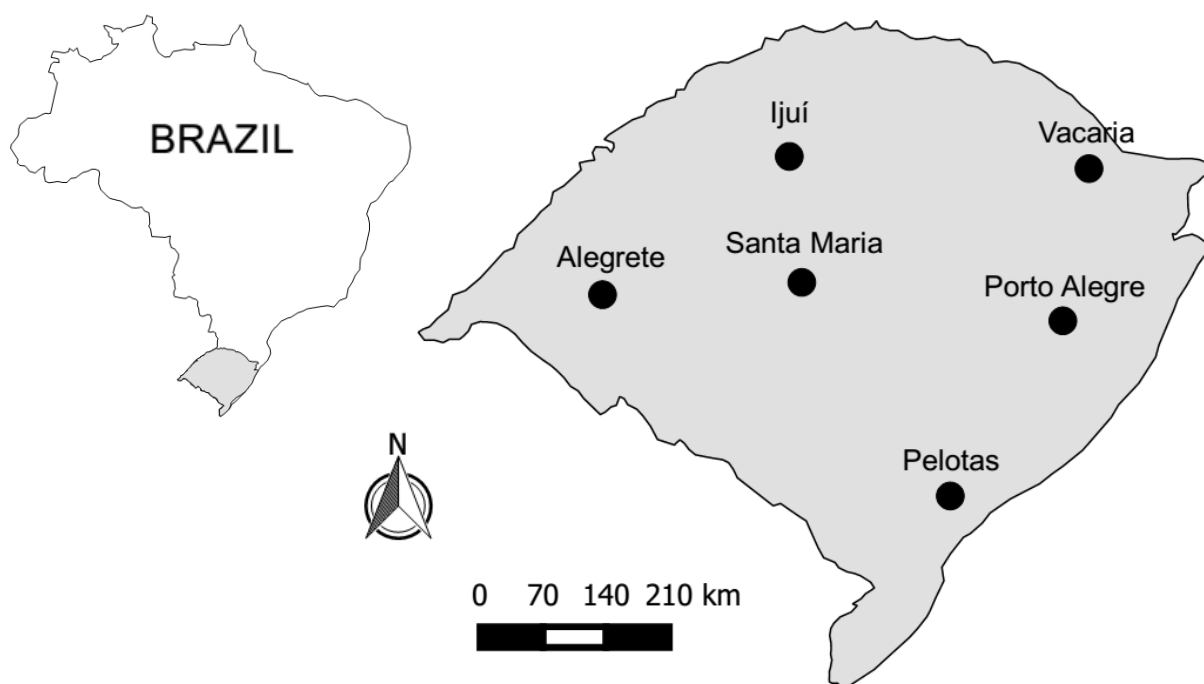 BRAZIL
Ijuí
Vacaria
Santa Maria
Alegrete
Porto Alegre
Pelotas
N
0 70 140 210 km